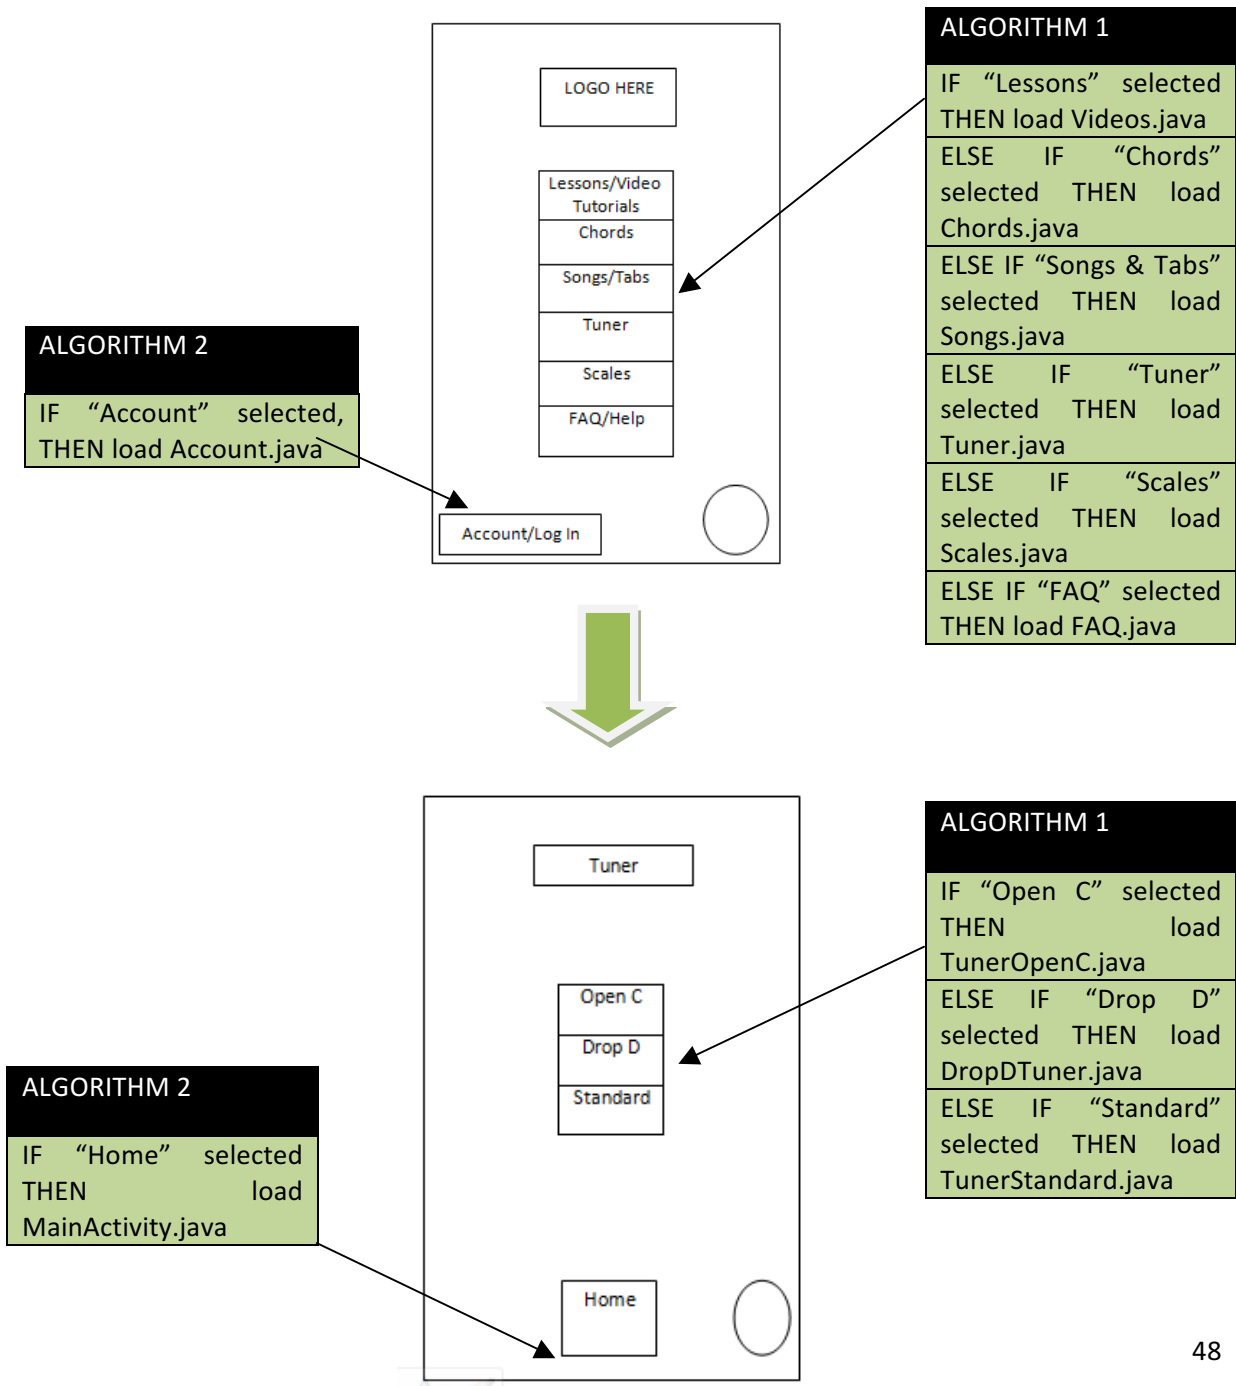 LOGO HERE
Lessons/Video
Tutorials
Chords
Songs/Tabs
Tuner
Scales
FAQ/Help
Account/Log In
ALGORITHM 1
IF “Lessons” selected
THEN load Videos.java
ELSE IF “Chords”
selected THEN load
Chords.java
ELSE IF “Songs & Tabs”
selected THEN load
Songs.java
ELSE IF “Tuner”
selected THEN load
Tuner.java
ELSE IF “Scales”
selected THEN load
Scales.java
ELSE IF “FAQ” selected
THEN load FAQ.java
ALGORITHM 2
IF “Account” selected,
THEN load Account.java
Tuner
Open C
Drop D
Standard
Home
ALGORITHM 1
IF “Open C” selected
THEN load
TunerOpenC.java
ELSE IF “Drop D”
selected THEN load
DropDTuner.java
ELSE IF “Standard”
selected THEN load
TunerStandard.java
ALGORITHM 2
IF “Home” selected
THEN load
MainActivity.java
48